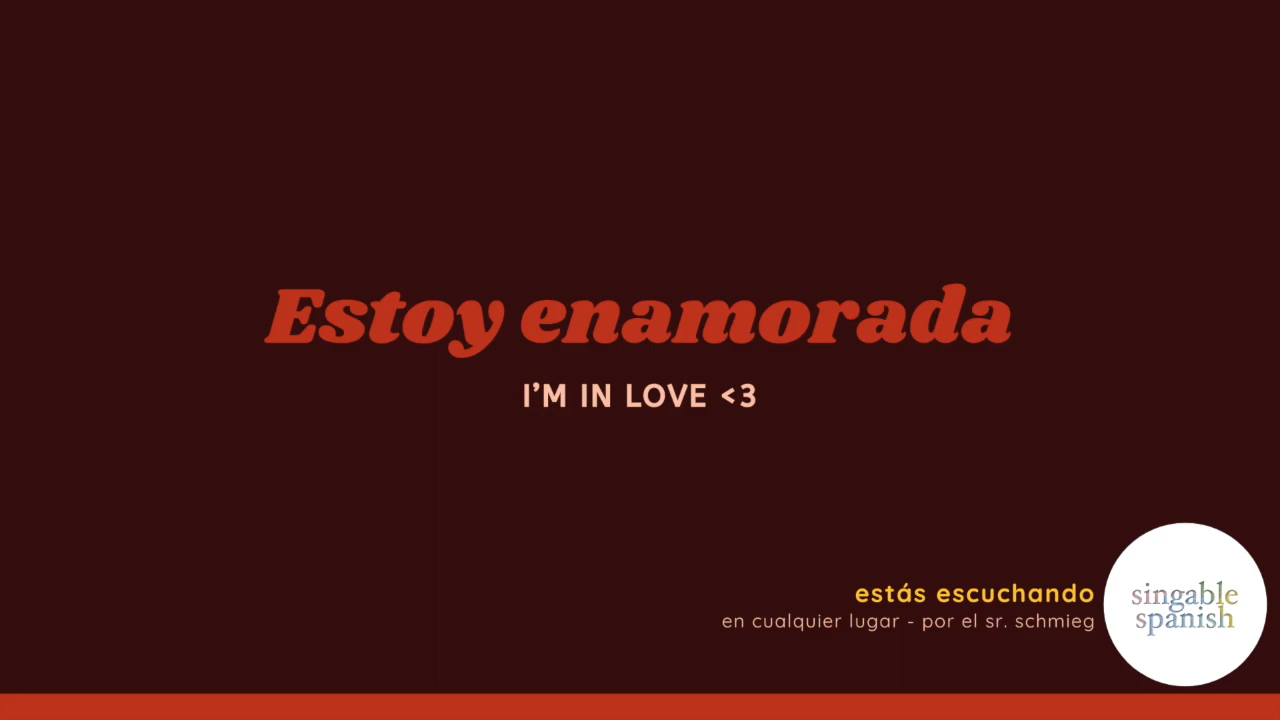 Estoy enamorada
I'M IN LOVE <3
estás escuchando
en cualquier lugar - por el sr. schmieg
singable
spanish